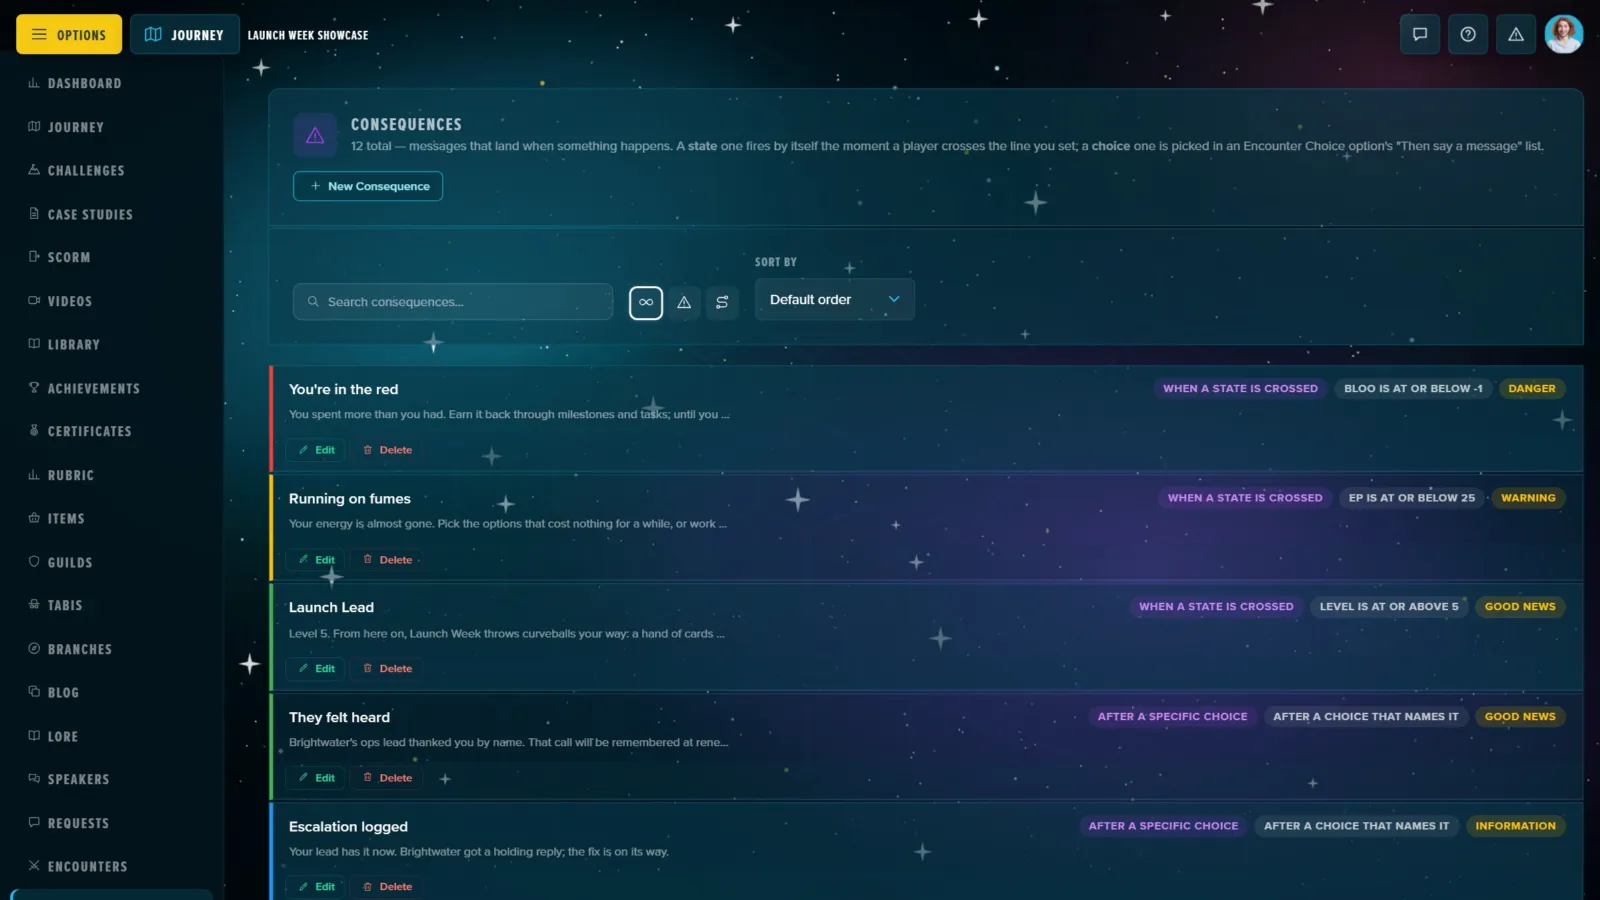 OPTIONS
JOURNEY
LAUNCH WEEK SHOWCASE
DASHBOARD
JOURNEY
CHALLENGES
CASE STUDIES
SCORM
VIDEOS
LIBRARY
ACHIEVEMENTS
CERTIFICATES
RUBRIC
ITEMS
GUILDS
TABIS
BRANCHES
BLOG
LORE
SPEAKERS
REQUESTS
ENCOUNTERS
CONSEQUENCES
12 total — messages that land when something happens. A state one fires by itself the moment a player crosses the line you set; a choice one is picked in an Encounter Choice option's "Then say a message" list.
New Consequence
SORT BY
Search consequences...
Default order
You're in the red
WHEN A STATE IS CROSSED
BLOO IS AT OR BELOW -1
DANGER
You spent more than you had. Earn it back through milestones and tasks; until you ...
Edit
Delete
Running on fumes
WHEN A STATE IS CROSSED
EP IS AT OR BELOW 25
WARNING
Your energy is almost gone. Pick the options that cost nothing for a while, or work ...
Edit
Delete
Launch Lead
WHEN A STATE IS CROSSED
LEVEL IS AT OR ABOVE 5
GOOD NEWS
Level 5. From here on, Launch Week throws curveballs your way: a hand of cards ...
Edit
Delete
They felt heard
AFTER A SPECIFIC CHOICE
AFTER A CHOICE THAT NAMES IT
GOOD NEWS
Brightwater's ops lead thanked you by name. That call will be remembered at rene...
Edit
Delete
Escalation logged
AFTER A SPECIFIC CHOICE
AFTER A CHOICE THAT NAMES IT
INFORMATION
Your lead has it now. Brightwater got a holding reply; the fix is on its way.
Edit
Delete